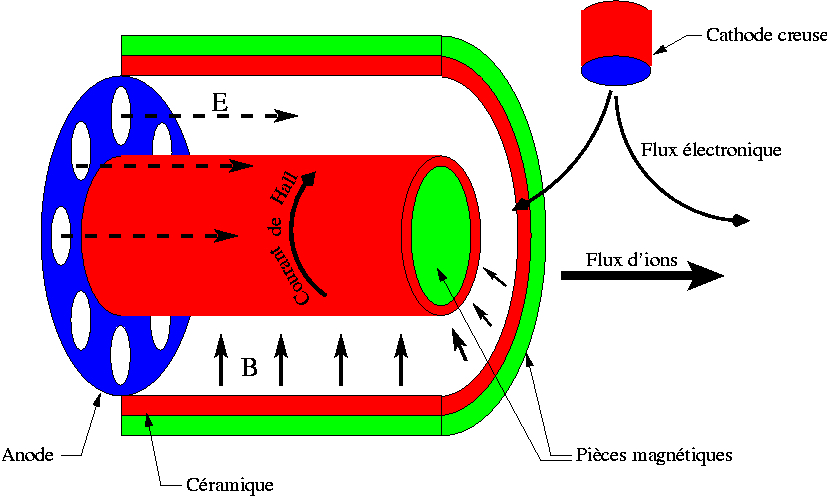 Cathode creuse
E
Flux électronique
Courant de Hall
Flux d'ions
B
Anode
Pièces magnétiques
Céramique